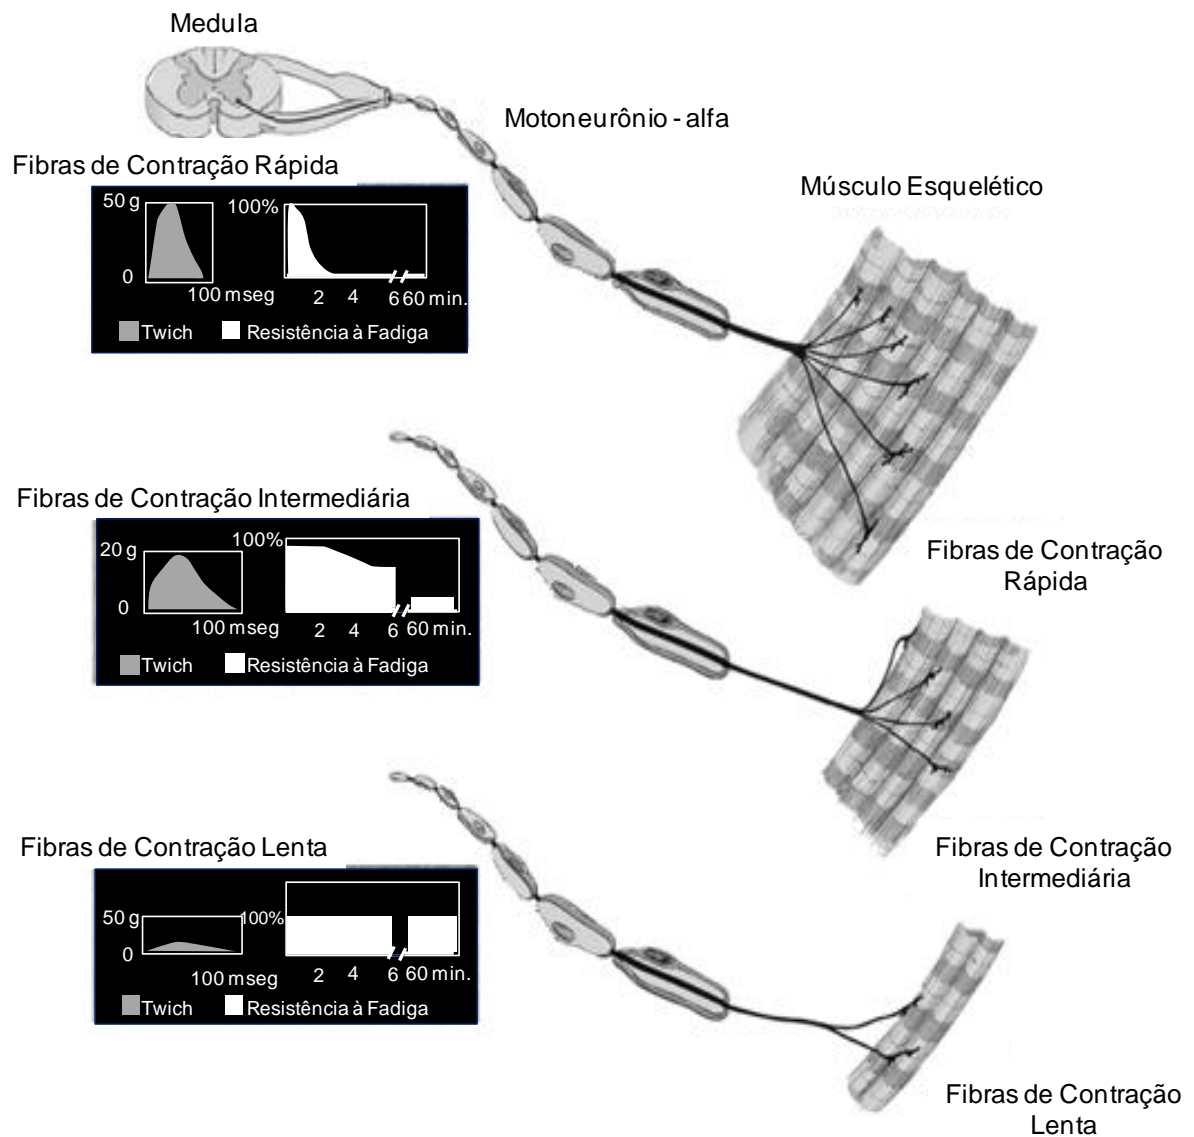 Medula
Motoneurônio - alfa
Fibras de Contração Rápida
Músculo Esquelético
50 g
100%
0
100 mseg
2 4 6 60 min.
Twich Resistência à Fadiga
Fibras de Contração Intermediária
Fibras de Contração
Rápida
20 g
100%
0
100 mseg
2 4 6 60 min.
Twich Resistência à Fadiga
Fibras de Contração Lenta
Fibras de Contração
Intermediária
50 g
100%
0
100 mseg
2 4 6 60 min.
Twich Resistência à Fadiga
Fibras de Contração
Lenta